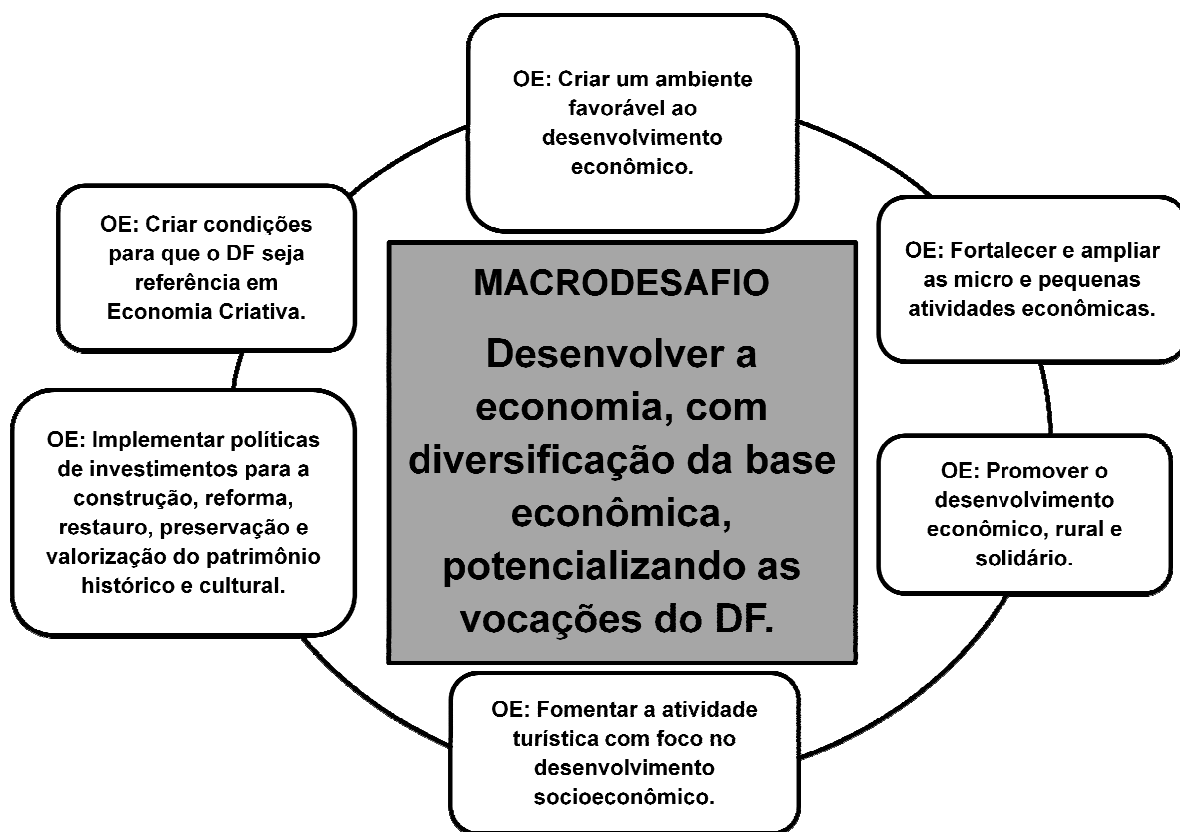 OE: Criar um ambiente
favorável ao
desenvolvimento
econômico.
OE: Criar condições
para que o DF seja
referência em
Economia Criativa.
OE: Fortalecer e ampliar
as micro e pequenas
atividades econômicas.
MACRODESAFIO
Desenvolver a
economia, com
diversificação da base
econômica,
potencializando as
vocações do DF.
OE: Implementar políticas
de investimentos para a
construção, reforma,
restauro, preservação e
valorização do patrimônio
histórico e cultural.
OE: Promover o
desenvolvimento
econômico, rural e
solidário.
OE: Fomentar a atividade
turística com foco no
desenvolvimento
socioeconômico.